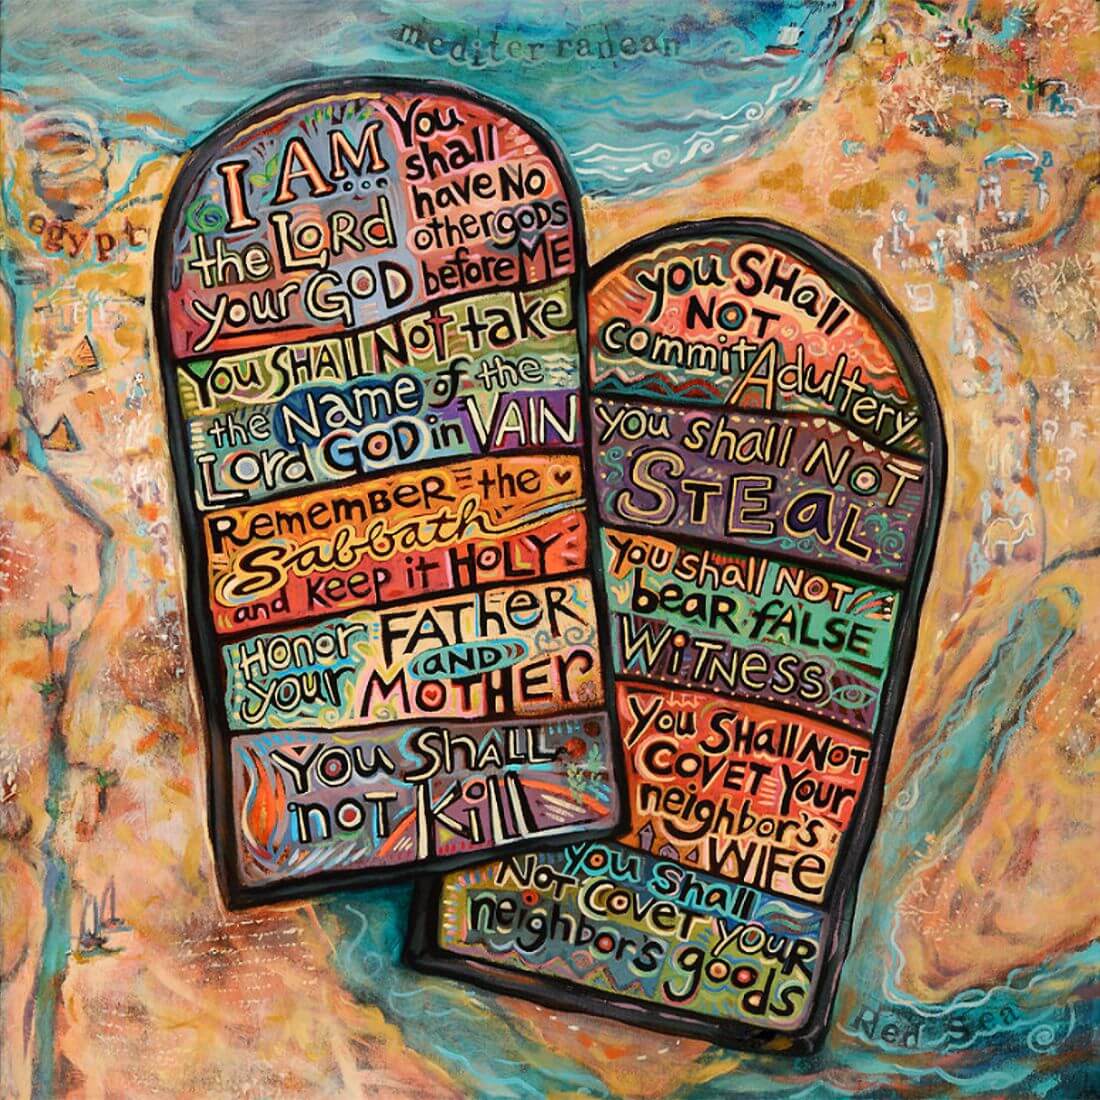 mediterranean
egypt
I AM...
the LORD
your GOD
You
shall
have NO
other gods
before ME
You SHALL NOT take
the Name of the
Lord GOD in VAIN
Remember the
Sabbath
and Keep it HOLY
Honor FATHer
your AND
MOTHEr
You SHALL
NOT Kill
you SHall
NOT
commit Adultery
you shall NOT
STEaL
you shall NOT
beAr fALSE
WiTNESS
You SHall NOT
COVET Your
neighbor's
WIFE
you Shall
NOT Covet your
neighbor's goods
Red Sea